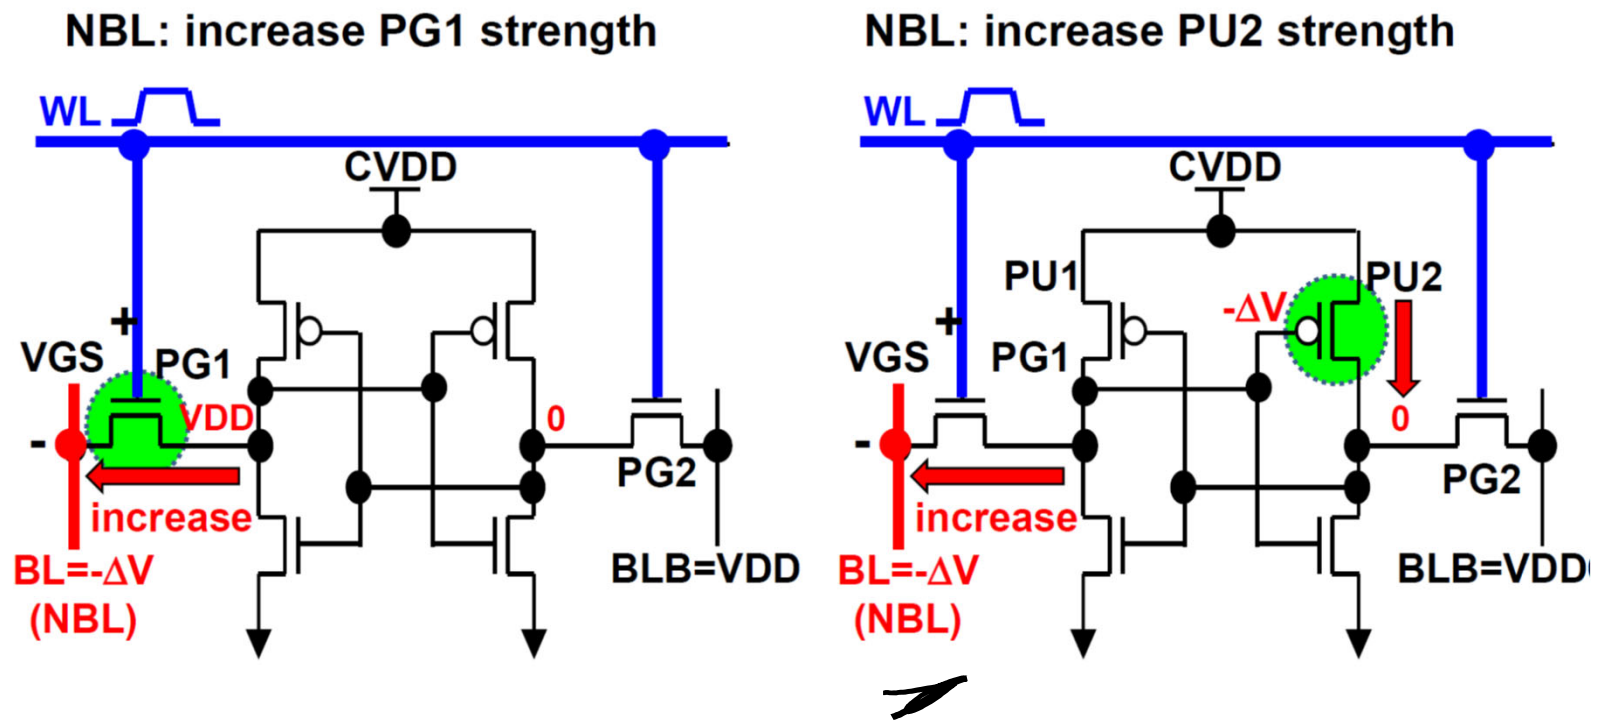 NBL: increase PG1 strength
WL
CVDD
+
VGS
PG1
VDD
0
-
PG2
increase
BL=-ΔV
(NBL)
BLB=VDD
NBL: increase PU2 strength
WL
CVDD
PU1
PU2
-ΔV
+
VGS
PG1
0
-
PG2
increase
BL=-ΔV
(NBL)
BLB=VDD